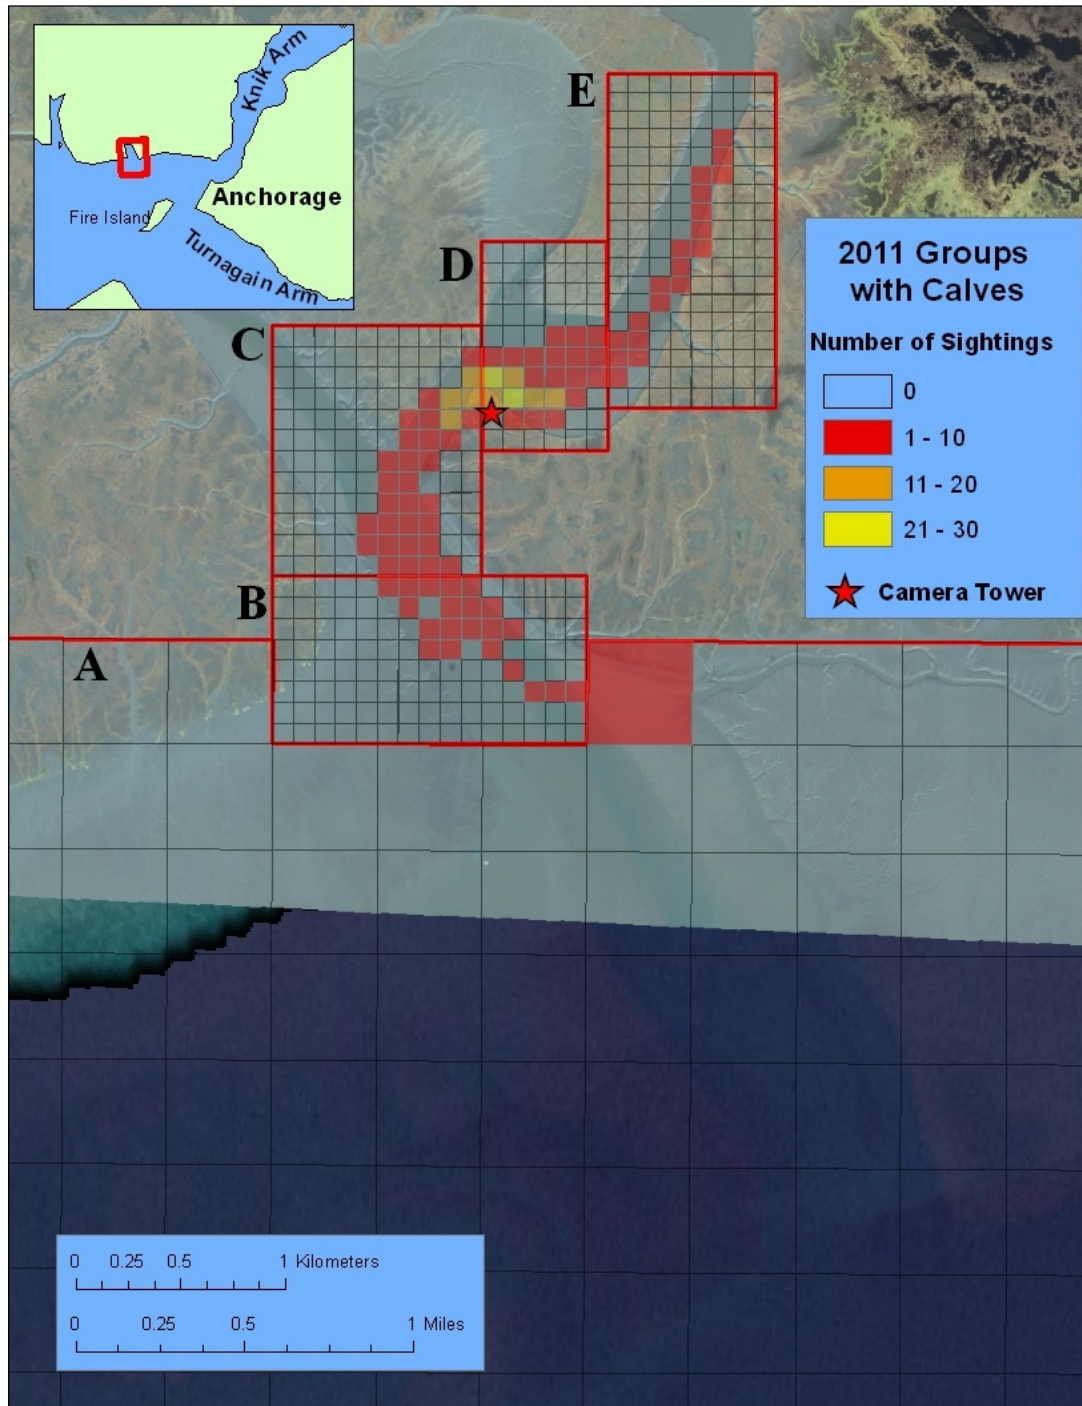 Knik Arm
Anchorage
Fire Island
Turnagain Arm
E
D
C
B
A
2011 Groups
with Calves
Number of Sightings
0
1 - 10
11 - 20
21 - 30
Camera Tower
0 0.25 0.5 1 Kilometers
0 0.25 0.5 1 Miles